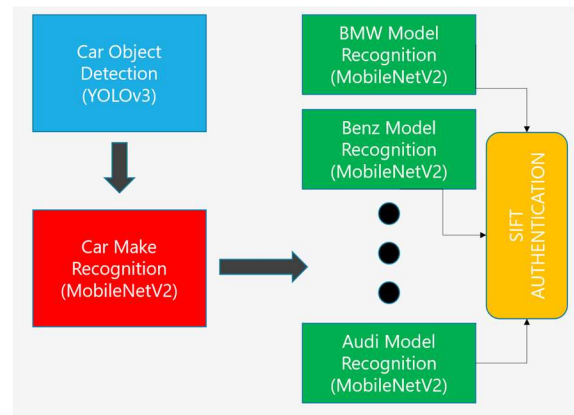 Car Object
Detection
(YOLOv3)
Car Make
Recognition
(MobileNetV2)
BMW Model
Recognition
(MobileNetV2)
Benz Model
Recognition
(MobileNetV2)
Audi Model
Recognition
(MobileNetV2)
SIFT
AUTHENTICATION